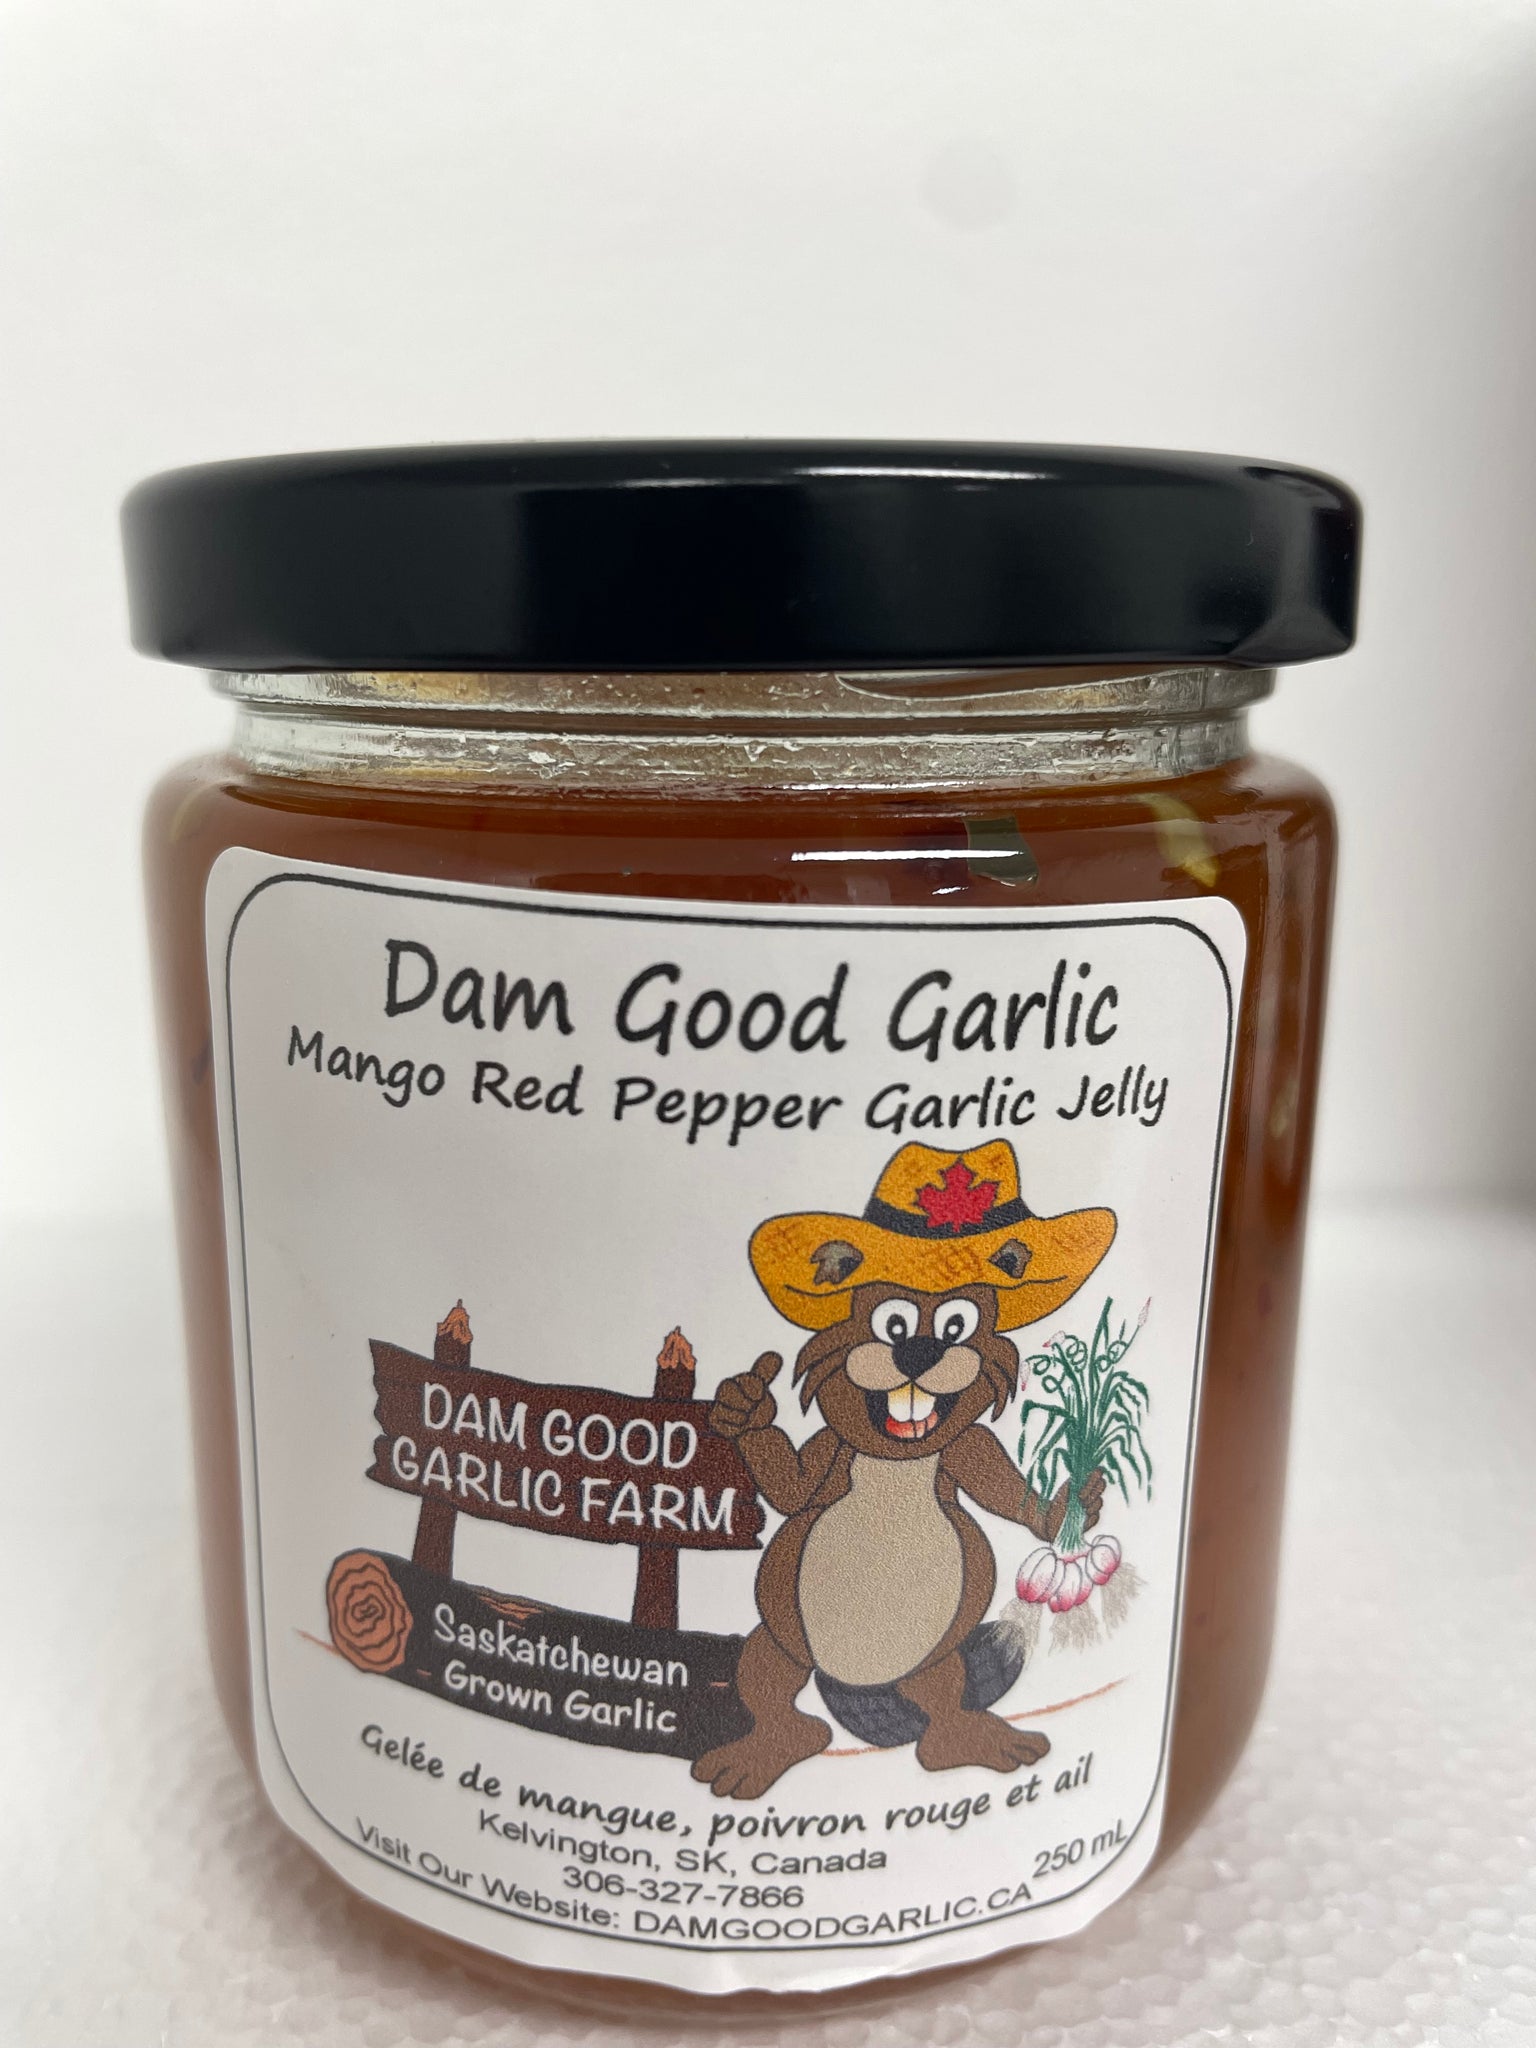 Dam Good Garlic
Mango Red Pepper Garlic Jelly
DAM GOOD
GARLIC FARM
Saskatchewan
Grown Garlic
Gelée de mangue, poivron rouge et ail
Kelvington, SK, Canada
306-327-7866
250 mL
Visit Our Website: DAMGOODGARLIC.CA